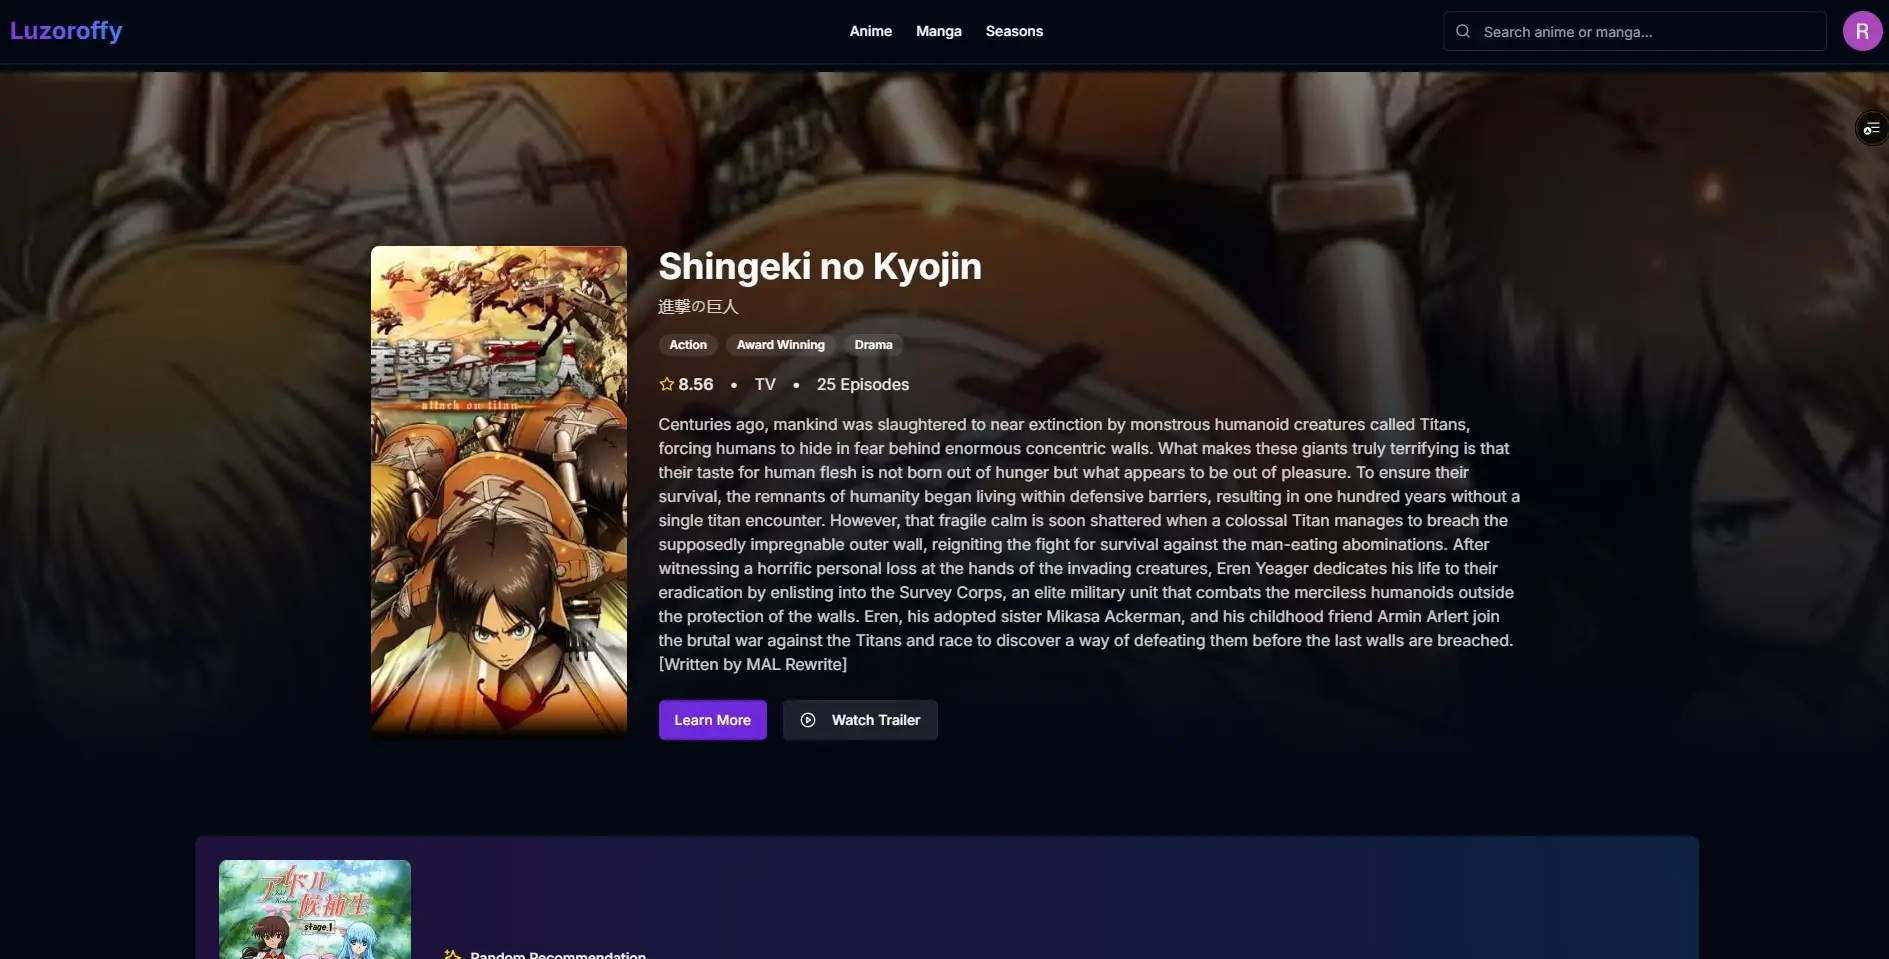 Luzoroffy
Anime Manga Seasons
Search anime or manga...
R
Shingeki no Kyojin
進撃の巨人
Action Award Winning Drama
8.56 • TV • 25 Episodes
Centuries ago, mankind was slaughtered to near extinction by monstrous humanoid creatures called Titans,
forcing humans to hide in fear behind enormous concentric walls. What makes these giants truly terrifying is that
their taste for human flesh is not born out of hunger but what appears to be out of pleasure. To ensure their
survival, the remnants of humanity began living within defensive barriers, resulting in one hundred years without a
single titan encounter. However, that fragile calm is soon shattered when a colossal Titan manages to breach the
supposedly impregnable outer wall, reigniting the fight for survival against the man-eating abominations. After
witnessing a horrific personal loss at the hands of the invading creatures, Eren Yeager dedicates his life to their
eradication by enlisting into the Survey Corps, an elite military unit that combats the merciless humanoids outside
the protection of the walls. Eren, his adopted sister Mikasa Ackerman, and his childhood friend Armin Arlert join
the brutal war against the Titans and race to discover a way of defeating them before the last walls are breached.
[Written by MAL Rewrite]
Learn More Watch Trailer
撃の巨人
attack on titan
アイドル
候補生
stage.1
Random Recommendation